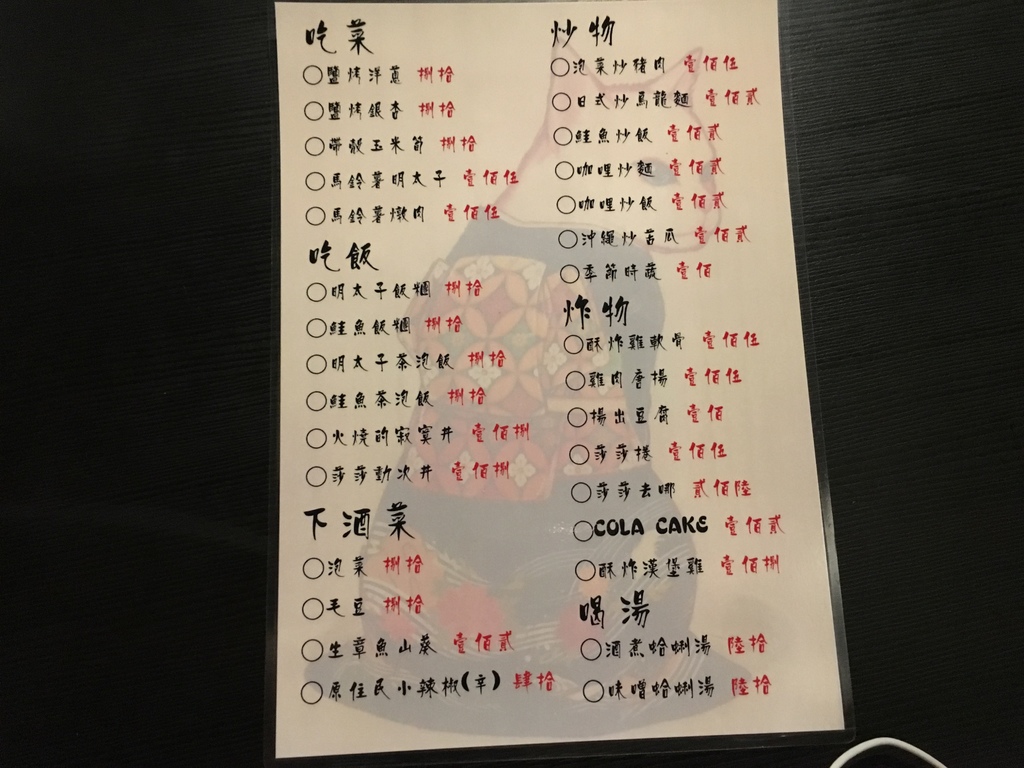 吃菜
鹽烤洋蔥 捌拾
鹽烤銀杏 捌拾
帶殼玉米筍 捌拾
馬鈴薯明太子 壹佰伍
馬鈴薯燉肉 壹佰伍
吃飯
明太子飯糰 捌拾
鮭魚飯糰 捌拾
明太子茶泡飯 捌拾
鮭魚茶泡飯 捌拾
火燒的寂寞丼 壹佰捌
莎莎動次丼 壹佰捌
下酒菜
泡菜 捌拾
毛豆 捌拾
生章魚山葵 壹佰貳
原住民小辣椒(辛) 肆拾
炒物
泡菜炒豬肉 壹佰伍
日式炒烏龍麵 壹佰貳
鮭魚炒飯 壹佰貳
咖哩炒麵 壹佰貳
咖哩炒飯 壹佰貳
沖繩炒苦瓜 壹佰貳
季節時蔬 壹佰
炸物
酥炸雞軟骨 壹佰伍
雞肉唐揚 壹佰伍
揚出豆腐 壹佰
莎莎捲 壹佰伍
莎莎去哪 貳佰陸
COLA CAKE 壹佰貳
酥炸漢堡雞 壹佰捌
喝湯
酒煮蛤蜊湯 陸拾
味噌蛤蜊湯 陸拾